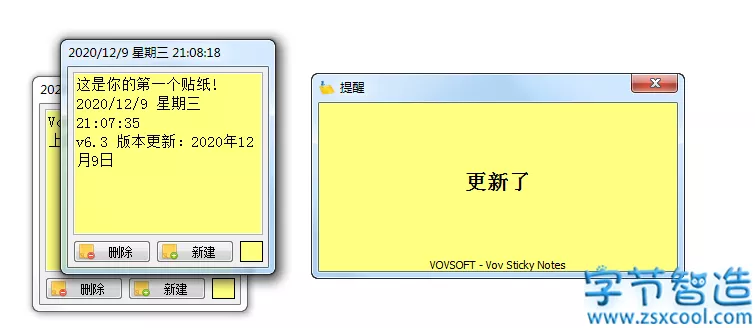 2020/12/9 星期三 21:08:18
这是你的第一个贴纸!
2020/12/9 星期三
21:07:35
v6.3 版本更新：2020年12
月9日
删除 新建
202
上
删除 新建
提醒
更新了
VOVSOFT - Vov Sticky Notes
字节智造
www.zsxcool.com